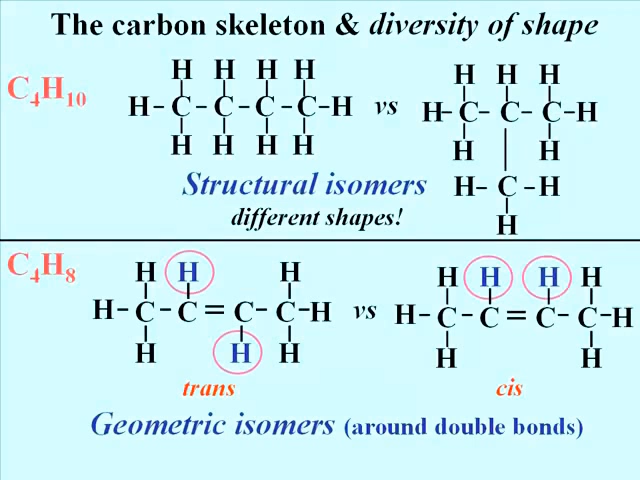 The carbon skeleton & diversity of shape
H H H H
C4H10
H H H
H – C – C – C – C – H vs H – C – C – C – H
H H H H
H H
Structural isomers
H – C – H
different shapes!
H
C4H8
H H H
H H H H
H – C – C = C – C – H vs H – C – C = C – C – H
H H H
H H
trans cis
Geometric isomers (around double bonds)